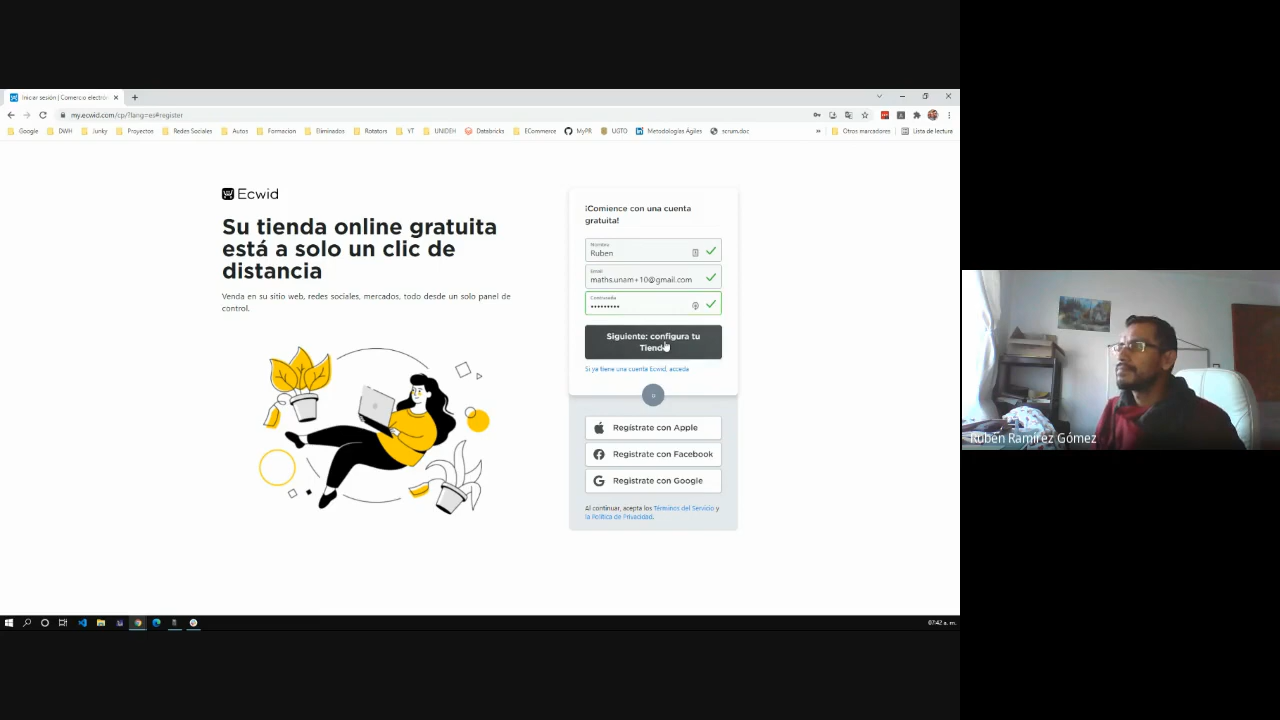 Iniciar sesión | Comercio electró
my.ecwid.com/cp/?lang=es#register
Google DWH Junky Proyectos Redes Sociales Autos Formacion Eliminados Rotators VT UNIDEH Databricks ECommerce MyPR UGTO Metodologías Agiles scrum.doc » Otros marcadores Lista de lectura
Ecwid
Su tienda online gratuita
está a solo un clic de
distancia
Venda en su sitio web, redes sociales, mercados, todo desde un solo panel de
control.
¡Comience con una cuenta
gratuita!
Nombre
Ruben
Email
maths.unam+10@gmail.com
Contraseña
Siguiente: configura tu
Tienda
Si ya tiene una cuenta Ecwid, acceda
o
Regístrate con Apple
Regístrate con Facebook
Regístrate con Google
Al continuar, acepta los Términos del Servicio y
la Política de Privacidad.
07:42 a. m.
Rubén Ramírez Gómez